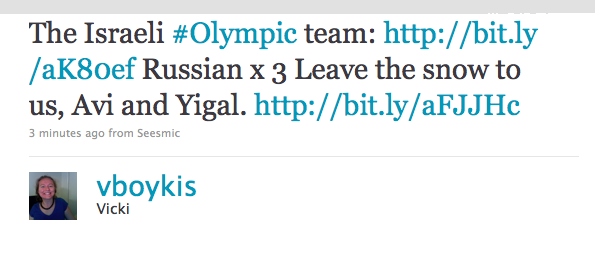 The Israeli #Olympic team: http://bit.ly
/aK8oef Russian x 3 Leave the snow to
us, Avi and Yigal. http://bit.ly/aFJJHc
3 minutes ago from Seesmic
vboykis
Vicki